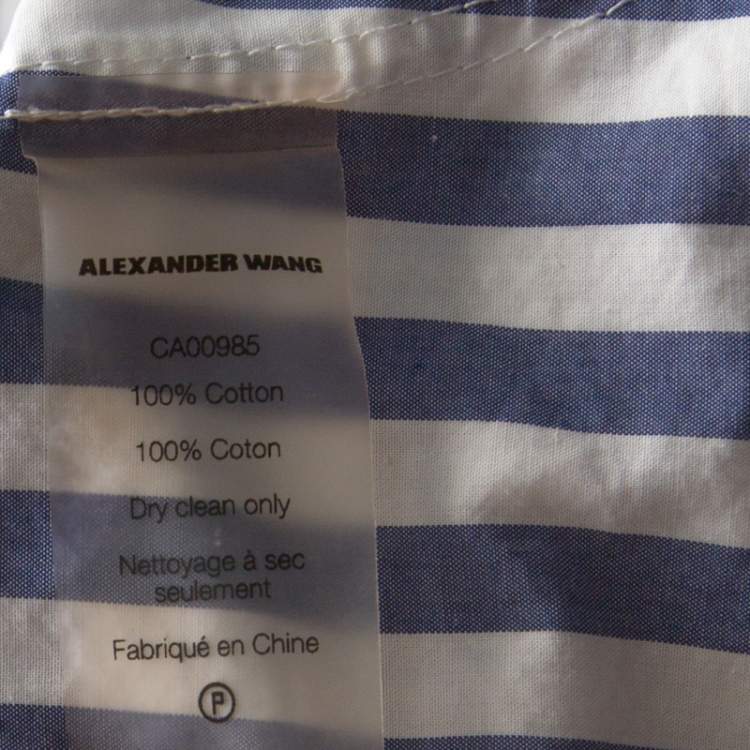 ALEXANDER WANG
CA00985
100% Cotton
100% Coton
Dry clean only
Nettoyage à sec
seulement
Fabriqué en Chine
P